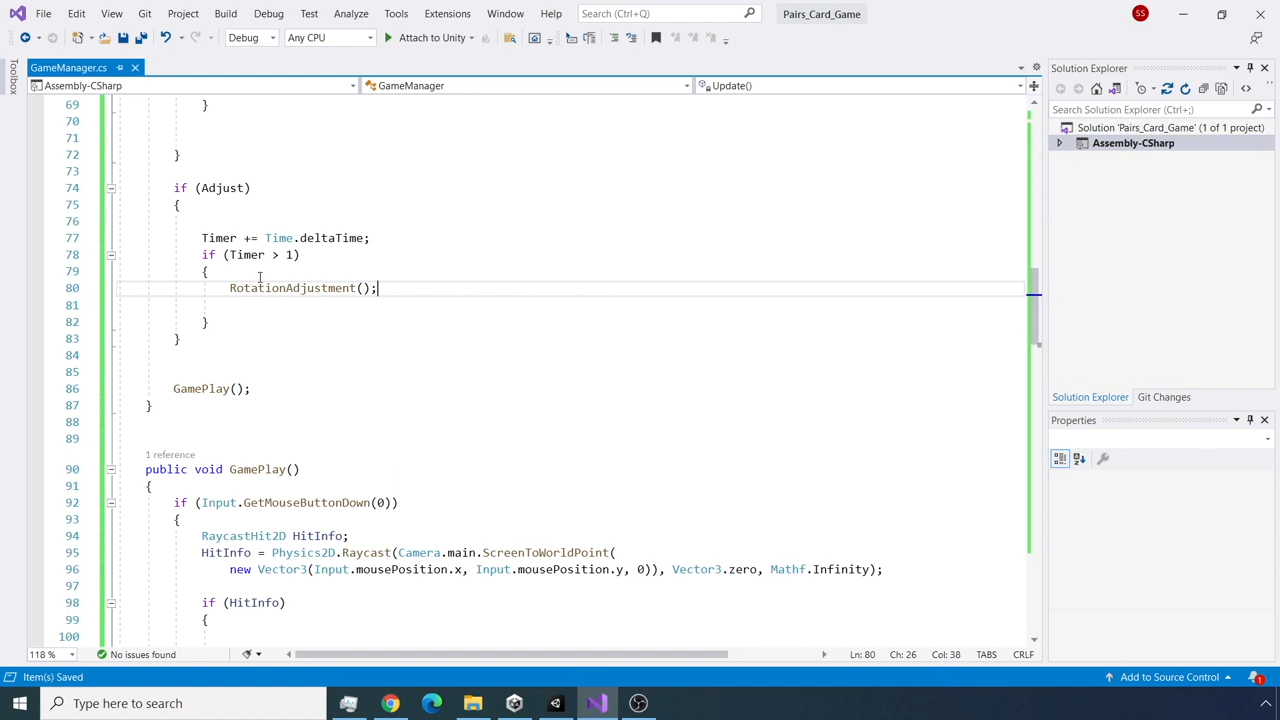 File Edit View Git Project Build Debug Test Analyze Tools Extensions Window Help Search (Ctrl+Q) Pairs_Card_Game SS
Debug Any CPU Attach to Unity
GameManager.cs Solution Explorer
Assembly-CSharp GameManager Update()
Toolbox
Search Solution Explorer (Ctrl+;)
Solution 'Pairs_Card_Game' (1 of 1 project)
Assembly-CSharp
69 }
70
71
72 }
73
74 if (Adjust)
75 {
76
77 Timer += Time.deltaTime;
78 if (Timer > 1)
79 {
80 RotationAdjustment();
81
82 }
83 }
84
85
86 GamePlay();
87 }
88
89
1 reference
90 public void GamePlay()
91 {
92 if (Input.GetMouseButtonDown(0))
93 {
94 RaycastHit2D HitInfo;
95 HitInfo = Physics2D.Raycast(Camera.main.ScreenToWorldPoint(
96 new Vector3(Input.mousePosition.x, Input.mousePosition.y, 0)), Vector3.zero, Mathf.Infinity);
97
98 if (HitInfo)
99 {
100
Solution Explorer Git Changes
Properties
118 % No issues found Ln: 80 Ch: 26 Col: 38 TABS CRLF
Item(s) Saved Add to Source Control 1
Type here to search